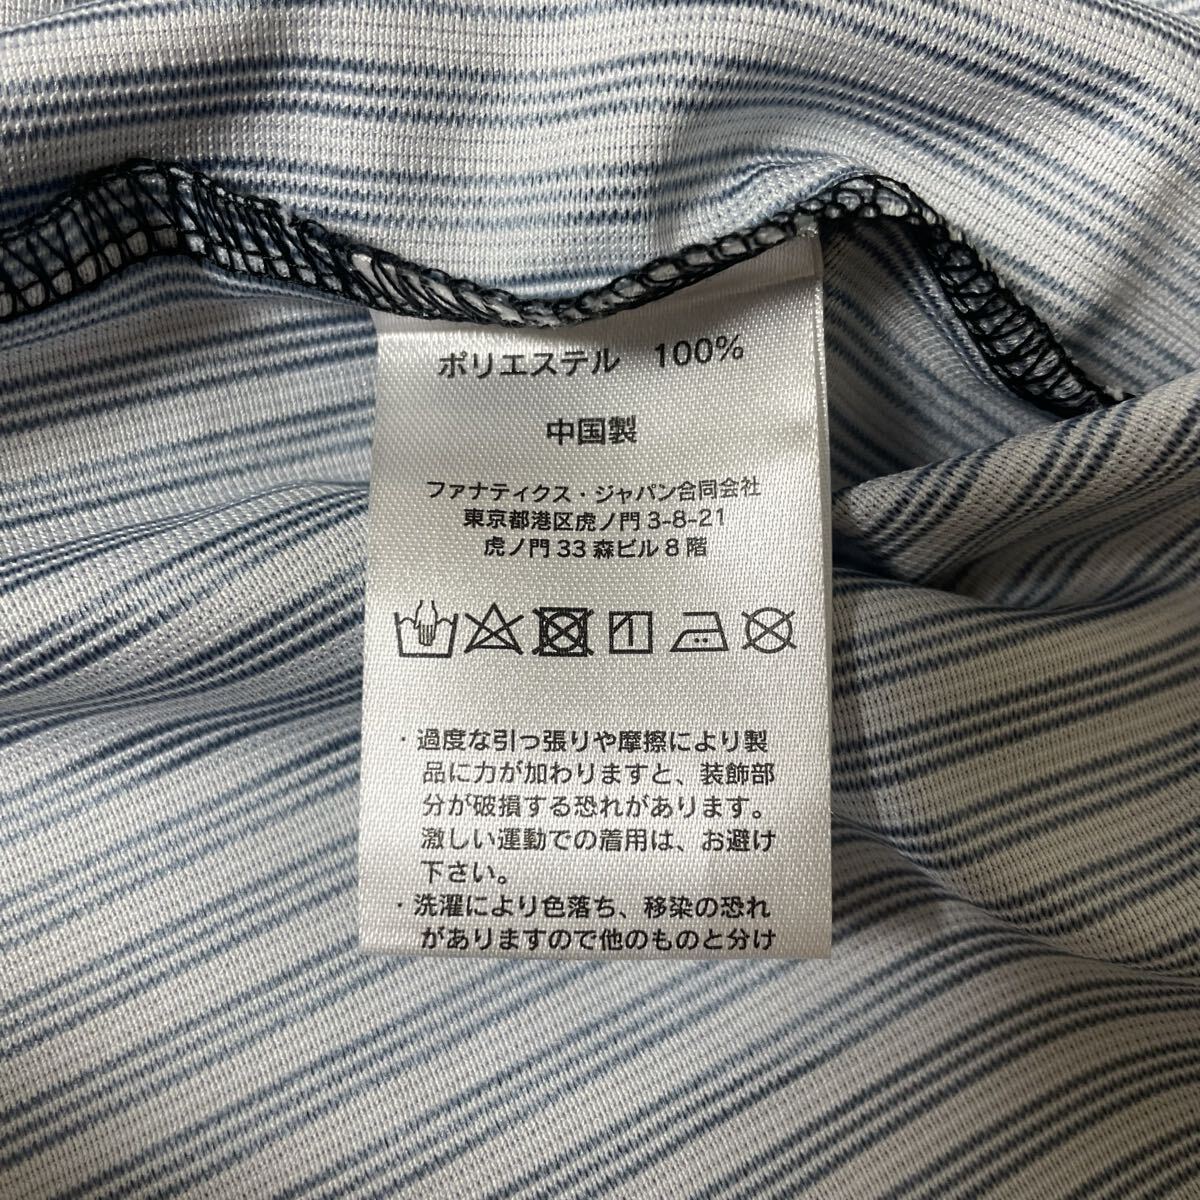 ポリエステル 100%
中国製
ファナティクス・ジャパン合同会社
東京都港区虎ノ門3-8-21
虎ノ門33森ビル8階
・過度な引っ張りや摩擦により製
品に力が加わりますと、装飾部
分が破損する恐れがあります。
激しい運動での着用は、お避け
下さい。
・洗濯により色落ち、移染の恐れ
がありますので他のものと分け